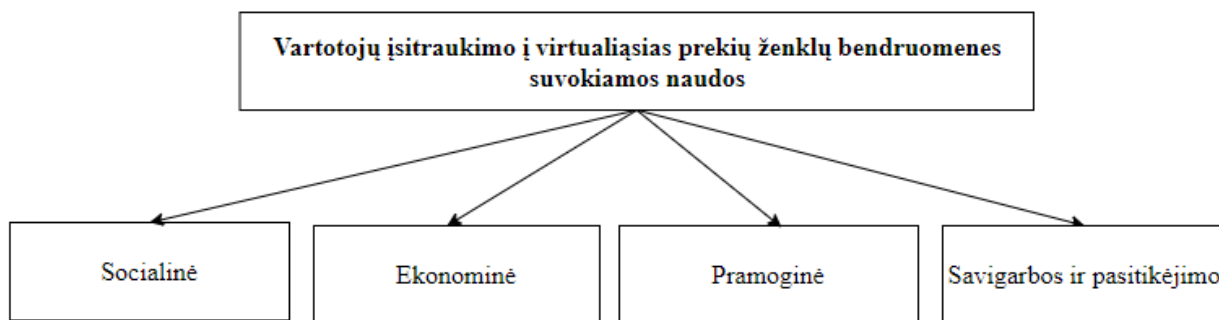 Vartotojų įsitraukimo į virtualiąsias prekių ženklų bendruomenes
suvokiamos naudos
Socialinė
Ekonominė
Pramoginė
Savigarbos ir pasitikėjimo